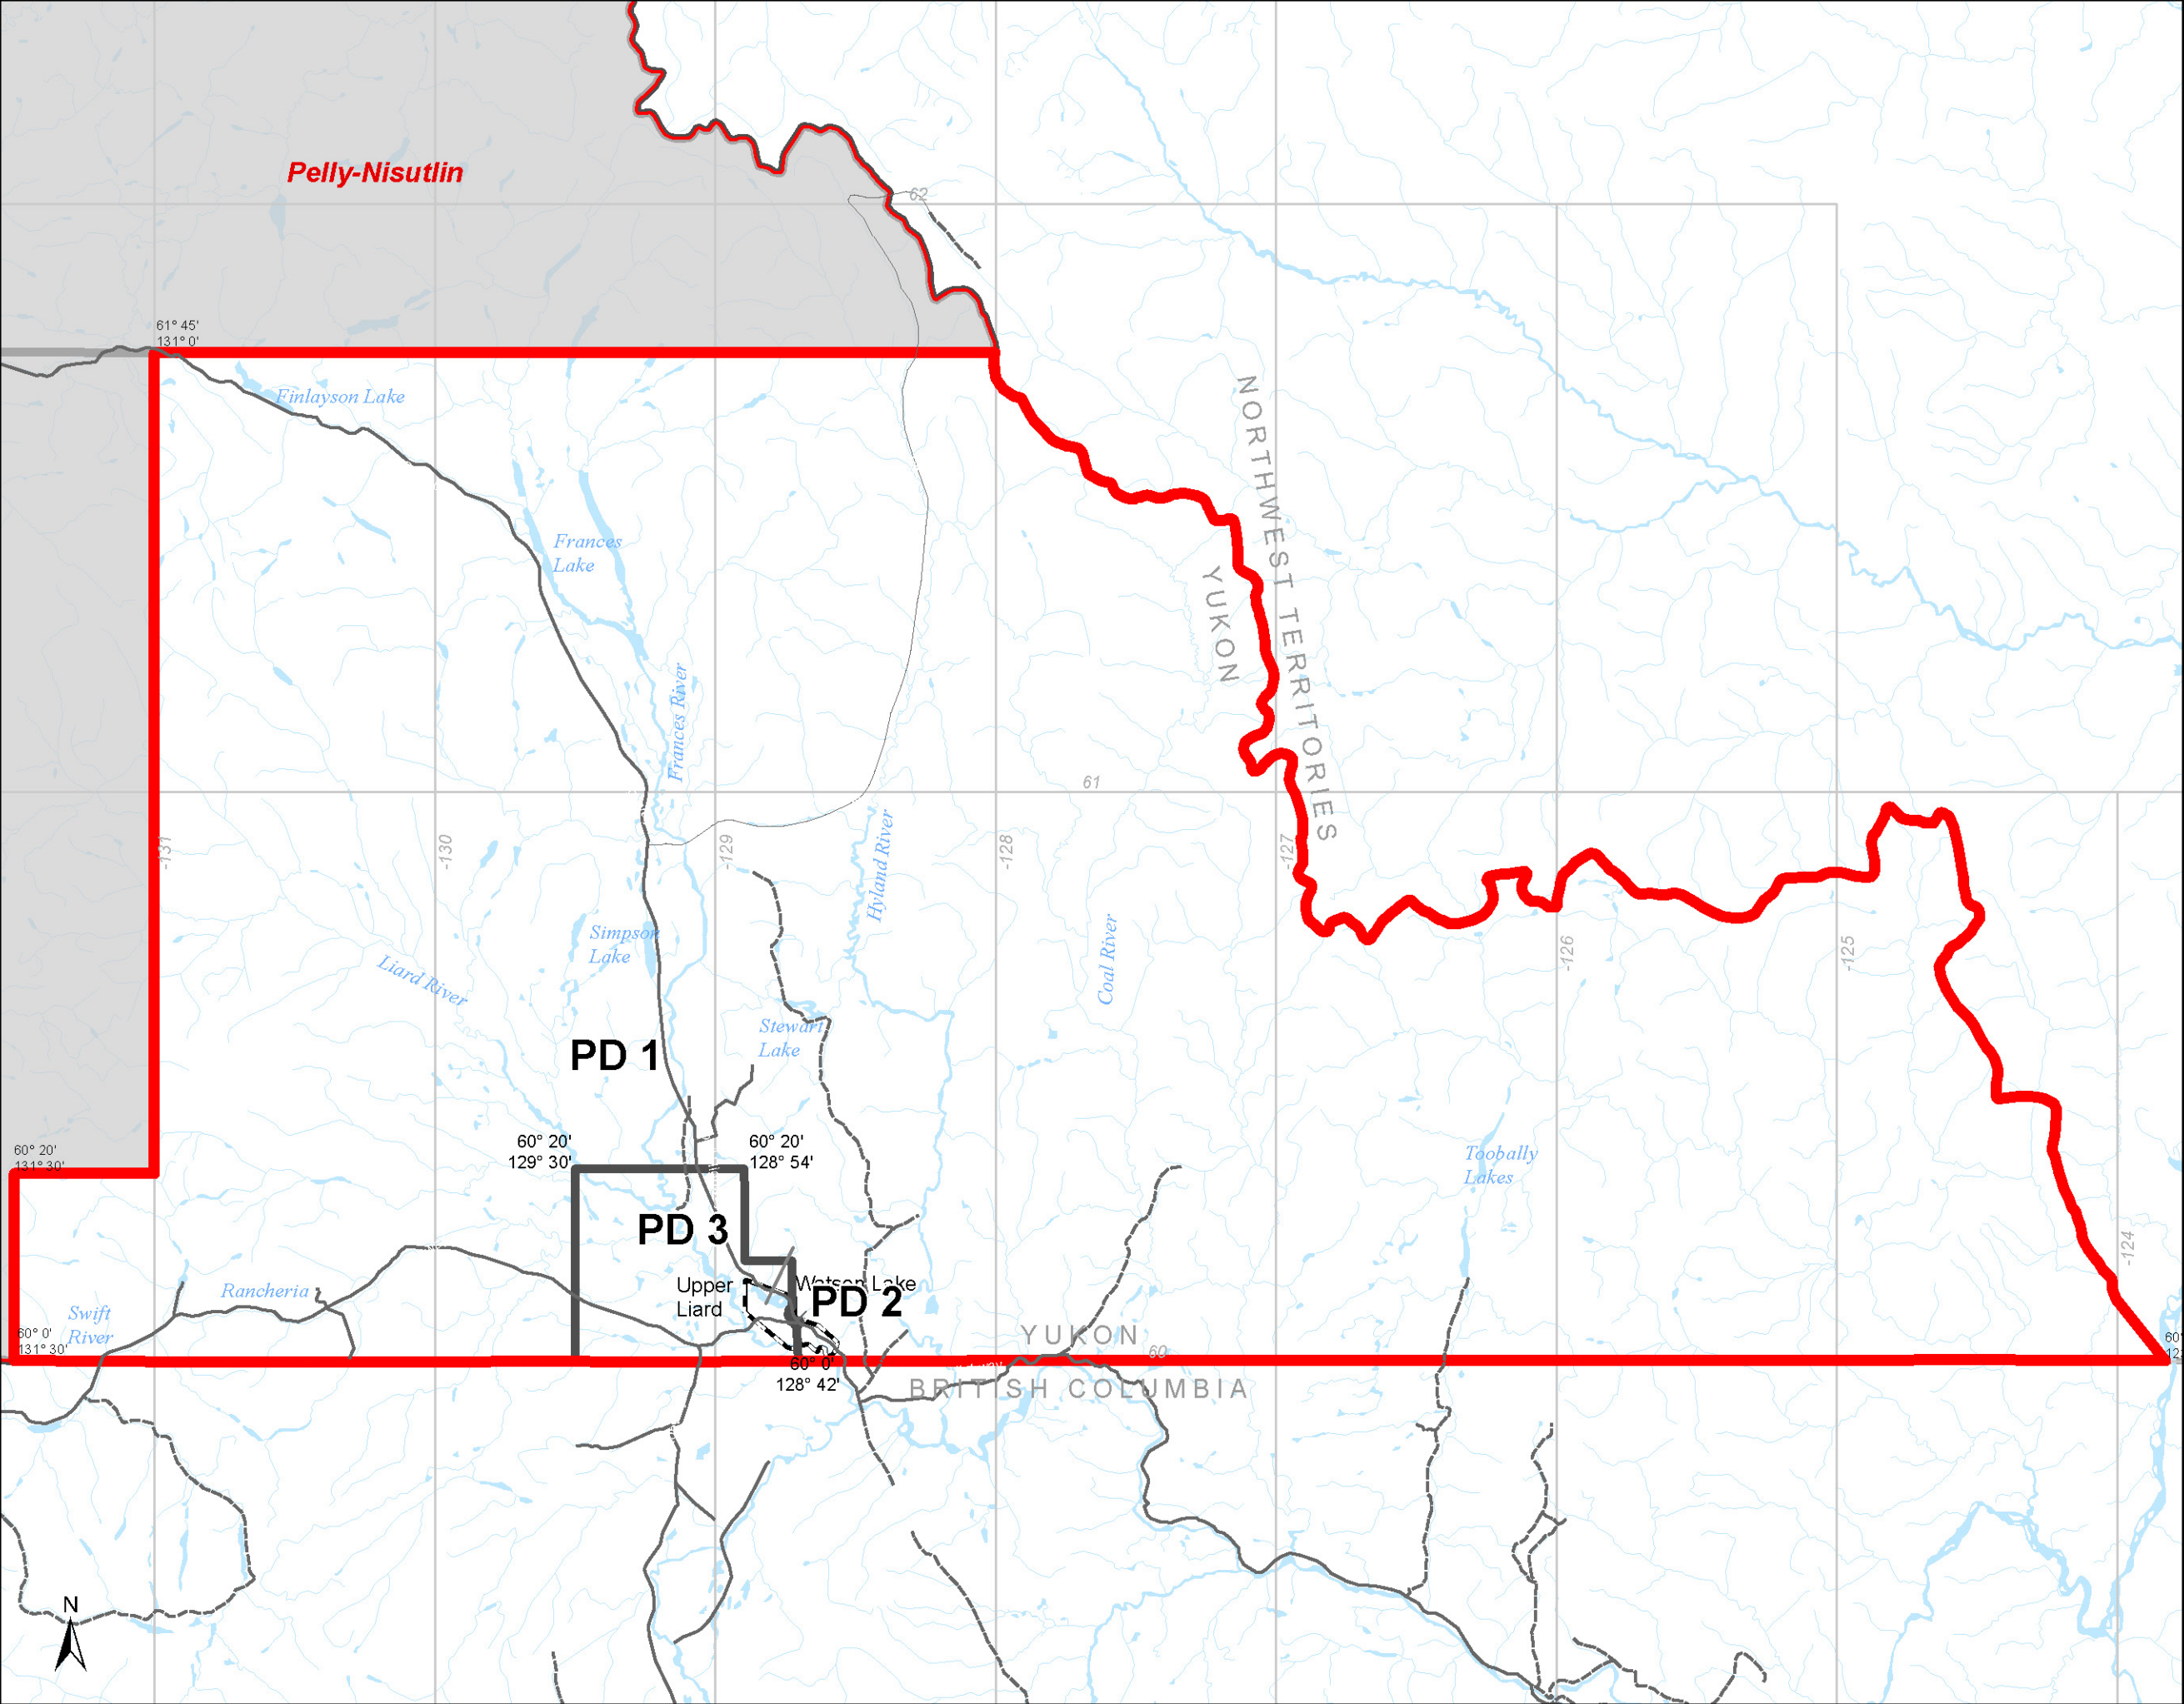 Pelly-Nisutlin
62
61° 45'
131° 0'
Finlayson Lake
NORTHWEST TERRITORIES
YUKON
Frances
Lake
Frances River
61
-131
-130
-129
-128
-127
-126
-125
-124
Hyland River
Simpson
Lake
Liard River
Coal River
Stewart
Lake
PD 1
60° 20'
129° 30'
60° 20'
128° 54'
60° 20'
131° 30'
Toobally
Lakes
PD 3
Rancheria
Upper
Liard
Watson Lake
PD 2
Swift
River
60° 0'
131° 30'
YUKON
60
60° 0'
128° 42'
BRITISH COLUMBIA
N